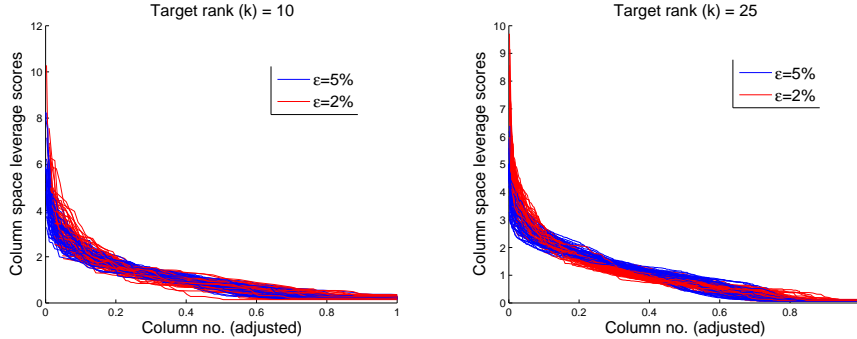 Target rank (k) = 10
12
10
8
6
4
2
0
0
0.2
0.4
0.6
0.8
1
Column space leverage scores
Column no. (adjusted)
ε=5%
ε=2%
Target rank (k) = 25
10
9
8
7
6
5
4
3
2
1
0
0
0.2
0.4
0.6
0.8
Column space leverage scores
Column no. (adjusted)
ε=5%
ε=2%